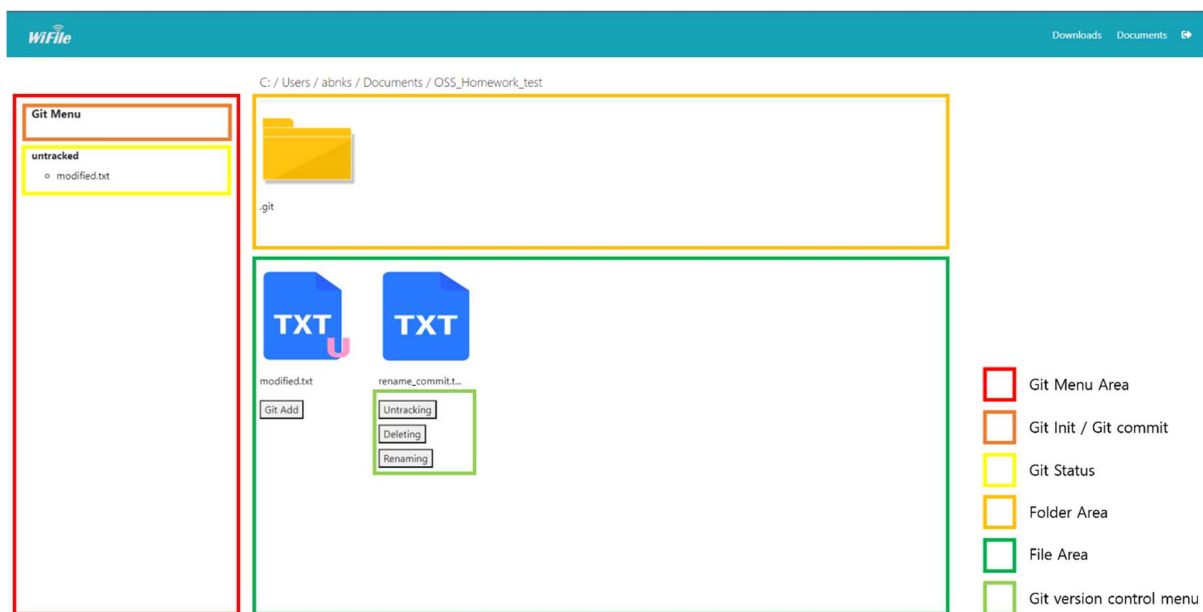 WiFile
Downloads Documents
C: / Users / abnks / Documents / OSS_Homework_test
Git Menu
untracked
modified.txt
.git
TXT U
TXT
modified.txt
rename_commit.t...
Git Add
Untracking
Deleting
Renaming
Git Menu Area
Git Init / Git commit
Git Status
Folder Area
File Area
Git version control menu